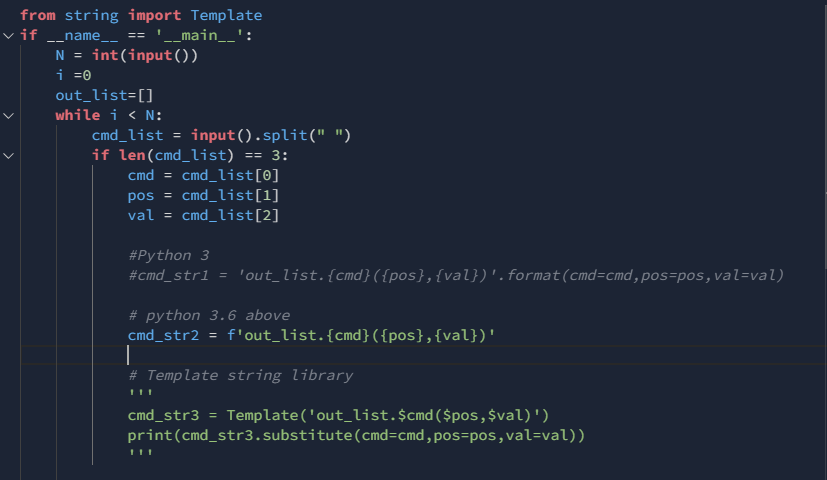 from string import Template
if __name__ == '__main__':
    N = int(input())
    i =0
    out_list=[]
    while i < N:
        cmd_list = input().split(" ")
        if len(cmd_list) == 3:
            cmd = cmd_list[0]
            pos = cmd_list[1]
            val = cmd_list[2]

            #Python 3
            #cmd_str1 = 'out_list.{cmd}({pos},{val})'.format(cmd=cmd,pos=pos,val=val)

            # python 3.6 above
            cmd_str2 = f'out_list.{cmd}({pos},{val})'

            # Template string library
            '''
            cmd_str3 = Template('out_list.$cmd($pos,$val)')
            print(cmd_str3.substitute(cmd=cmd,pos=pos,val=val))
            '''